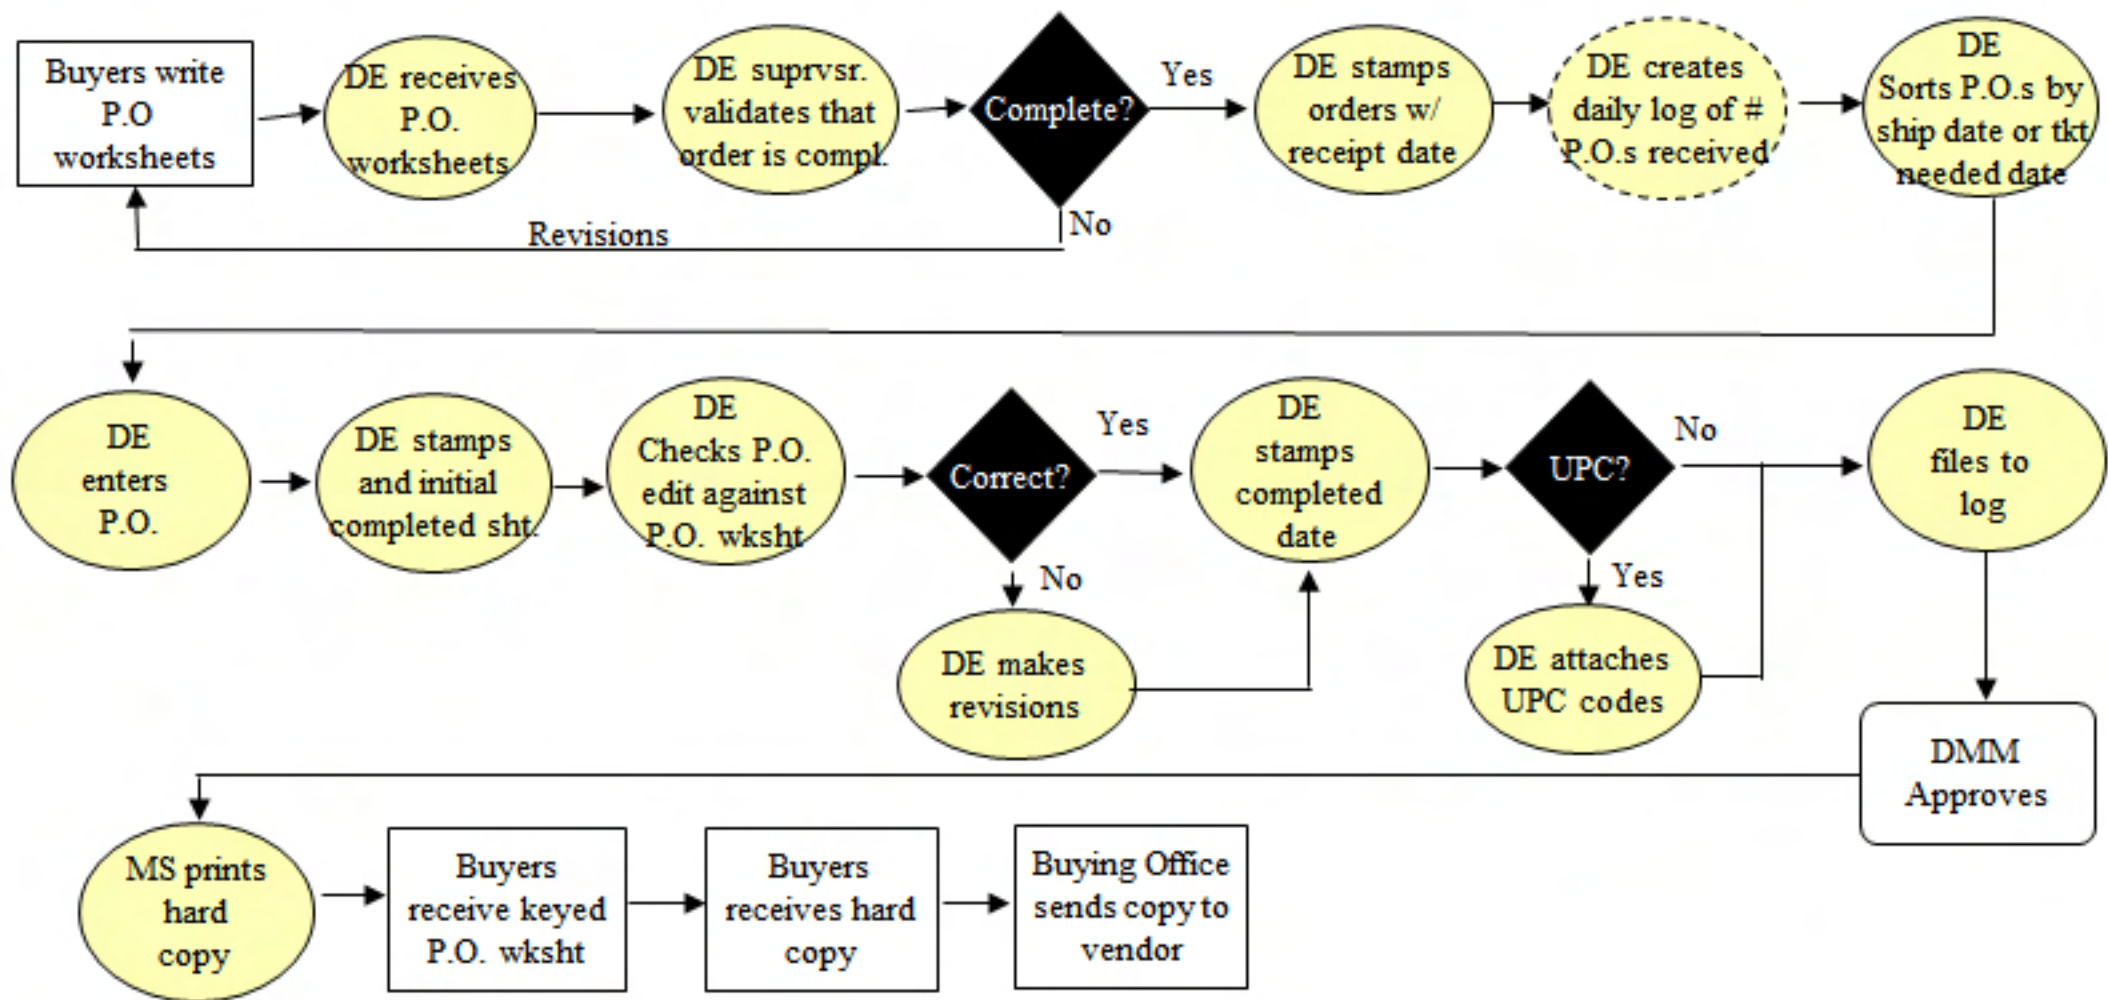 Buyers write
P.O
worksheets
DE receives
P.O.
worksheets
DE suprvsr.
validates that
order is compl.
Complete?
Yes
No
Revisions
DE stamps
orders w/
receipt date
DE creates
daily log of #
P.O.s received
DE
Sorts P.O.s by
ship date or tkt
needed date
DE
enters
P.O.
DE stamps
and initial
completed sht.
DE
Checks P.O.
edit against
P.O. wksht
Correct?
Yes
No
DE makes
revisions
DE
stamps
completed
date
UPC?
No
Yes
DE attaches
UPC codes
DE
files to
log
DMM
Approves
MS prints
hard
copy
Buyers
receive keyed
P.O. wksht
Buyers
receives hard
copy
Buying Office
sends copy to
vendor